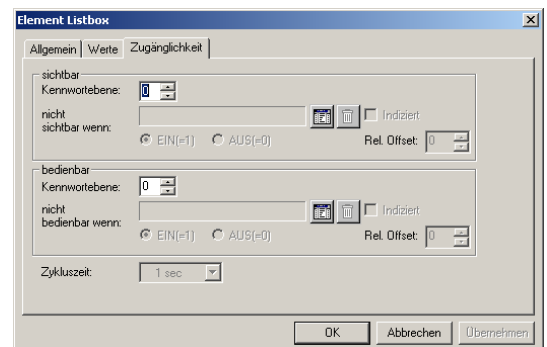 Element Listbox
Allgemein Werte Zugänglichkeit
sichtbar
Kennwortebene: 0
nicht
sichtbar wenn:
Indiziert
EIN(=1) AUS(=0) Rel. Offset: 0
bedienbar
Kennwortebene: 0
nicht
bedienbar wenn:
Indiziert
EIN(=1) AUS(=0) Rel. Offset: 0
Zykluszeit: 1 sec
OK Abbrechen Übernehmen